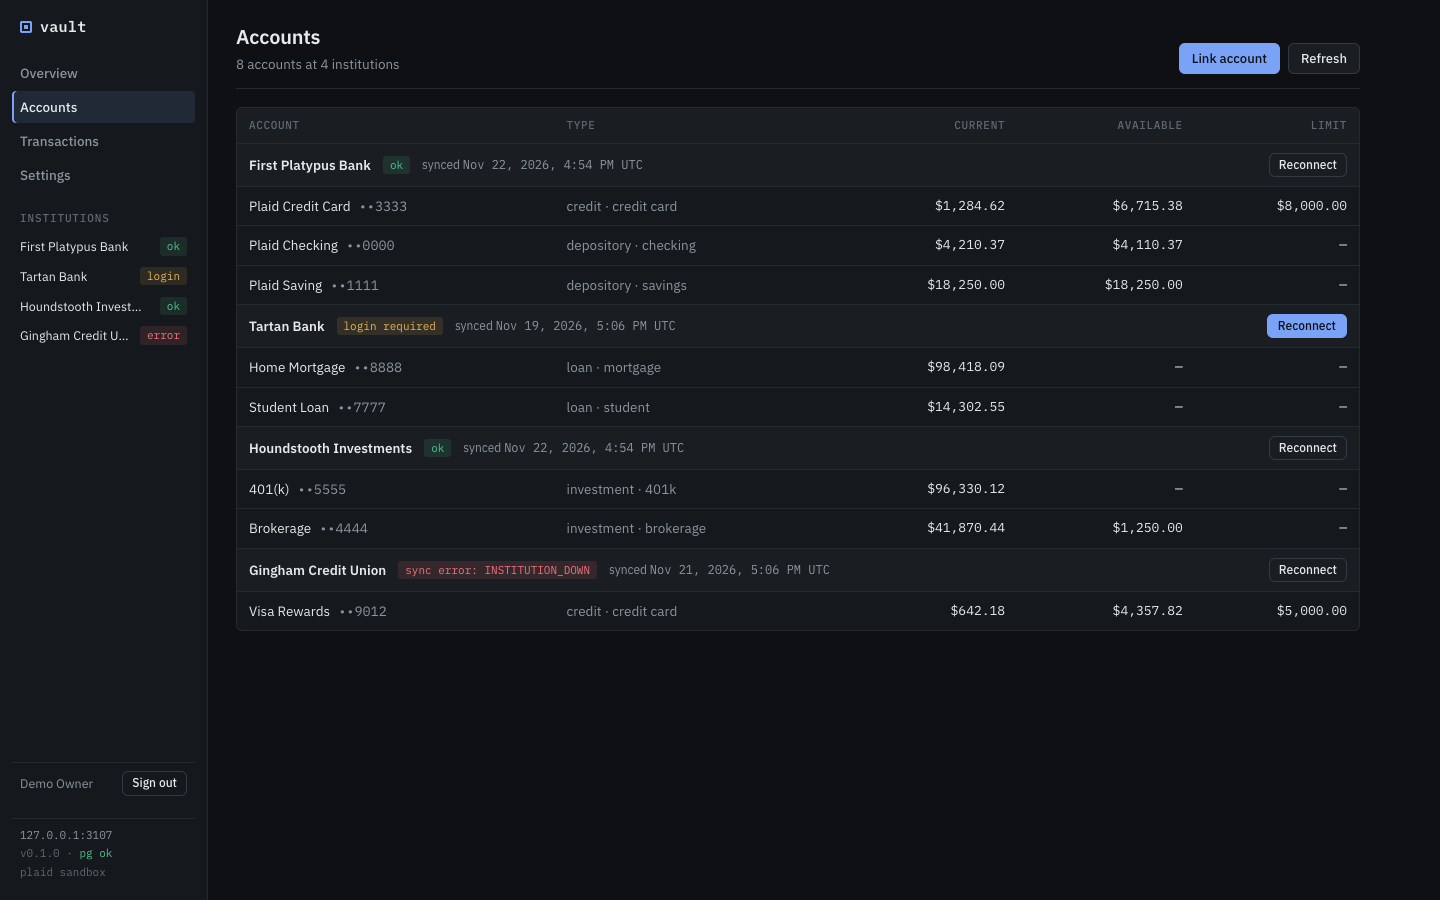 vault
Overview
Accounts
Transactions
Settings
INSTITUTIONS
First Platypus Bank ok
Tartan Bank login
Houndstooth Invest... ok
Gingham Credit U... error
Demo Owner Sign out
127.0.0.1:3107
v0.1.0 · pg ok
plaid sandbox
Accounts
8 accounts at 4 institutions
Link account Refresh
ACCOUNT TYPE CURRENT AVAILABLE LIMIT
First Platypus Bank ok synced Nov 22, 2026, 4:54 PM UTC Reconnect
Plaid Credit Card ••3333 credit · credit card $1,284.62 $6,715.38 $8,000.00
Plaid Checking ••0000 depository · checking $4,210.37 $4,110.37 —
Plaid Saving ••1111 depository · savings $18,250.00 $18,250.00 —
Tartan Bank login required synced Nov 19, 2026, 5:06 PM UTC Reconnect
Home Mortgage ••8888 loan · mortgage $98,418.09 — —
Student Loan ••7777 loan · student $14,302.55 — —
Houndstooth Investments ok synced Nov 22, 2026, 4:54 PM UTC Reconnect
401(k) ••5555 investment · 401k $96,330.12 — —
Brokerage ••4444 investment · brokerage $41,870.44 $1,250.00 —
Gingham Credit Union sync error: INSTITUTION_DOWN synced Nov 21, 2026, 5:06 PM UTC Reconnect
Visa Rewards ••9012 credit · credit card $642.18 $4,357.82 $5,000.00